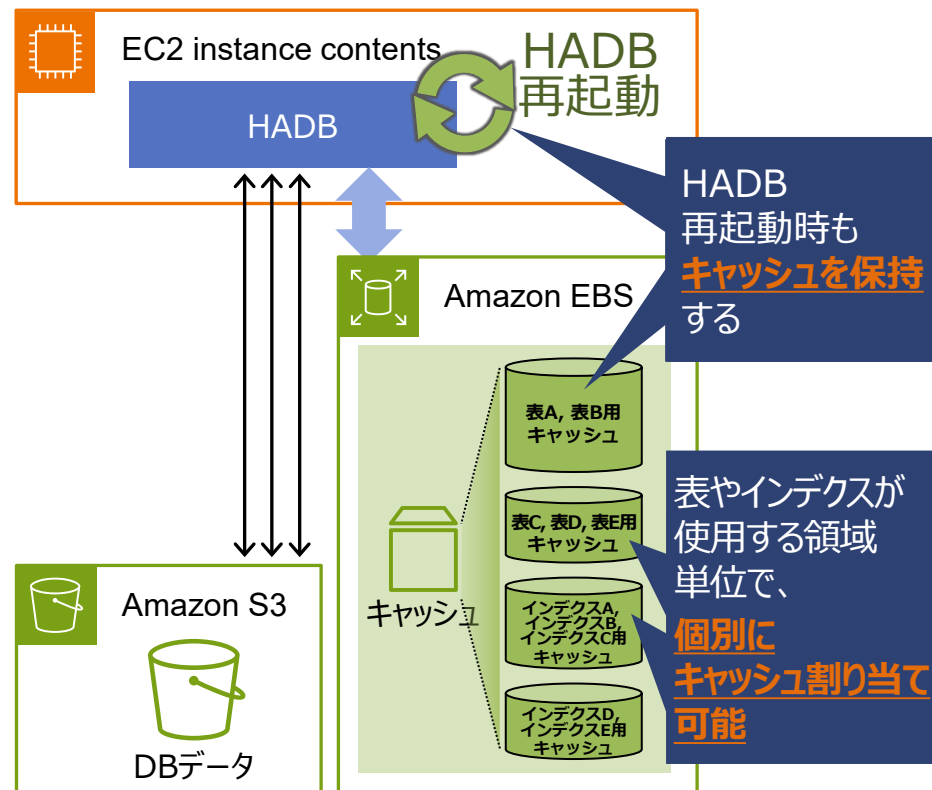 EC2 instance contents
HADB
HADB
再起動
HADB
再起動時も
キャッシュを保持
する
Amazon EBS
表A, 表B用
キャッシュ
表C, 表D, 表E用
キャッシュ
インデクスA,
インデクスB,
インデクスC用
キャッシュ
インデクスD,
インデクスE用
キャッシュ
キャッシュ
表やインデクスが
使用する領域
単位で、
個別に
キャッシュ割り当て
可能
Amazon S3
DBデータ